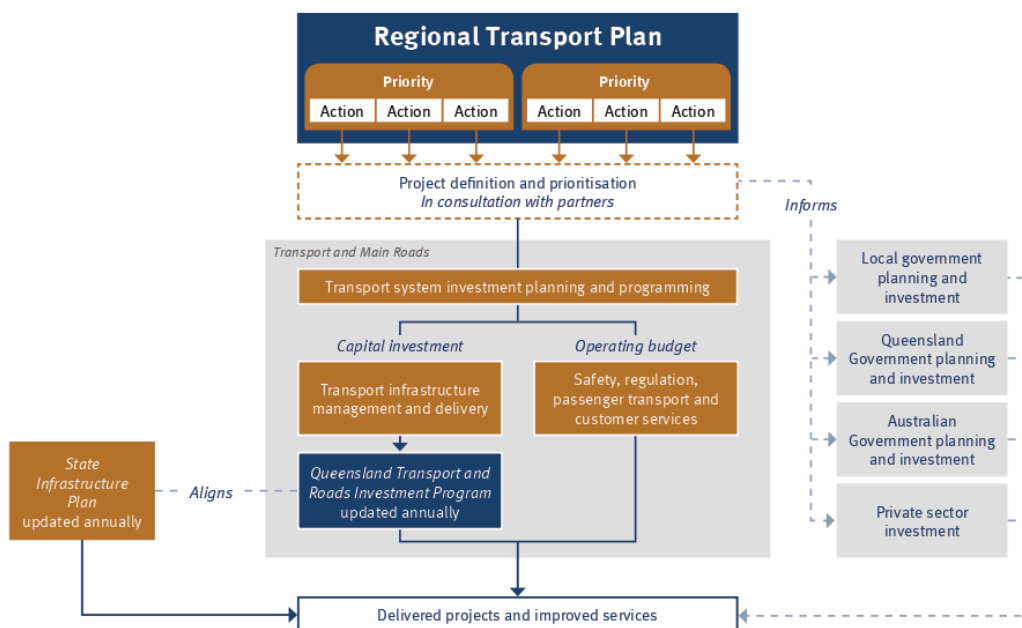 Regional Transport Plan
Priority
Priority
Action
Action
Action
Action
Action
Action
Project definition and prioritisation
In consultation with partners
Informs
Transport and Main Roads
Transport system investment planning and programming
Capital investment
Operating budget
Transport infrastructure
management and delivery
Safety, regulation,
passenger transport and
customer services
Queensland Transport and
Roads Investment Program
updated annually
State
Infrastructure
Plan
updated annually
Aligns
Local government
planning and
investment
Queensland
Government planning
and investment
Australian
Government planning
and investment
Private sector
investment
Delivered projects and improved services